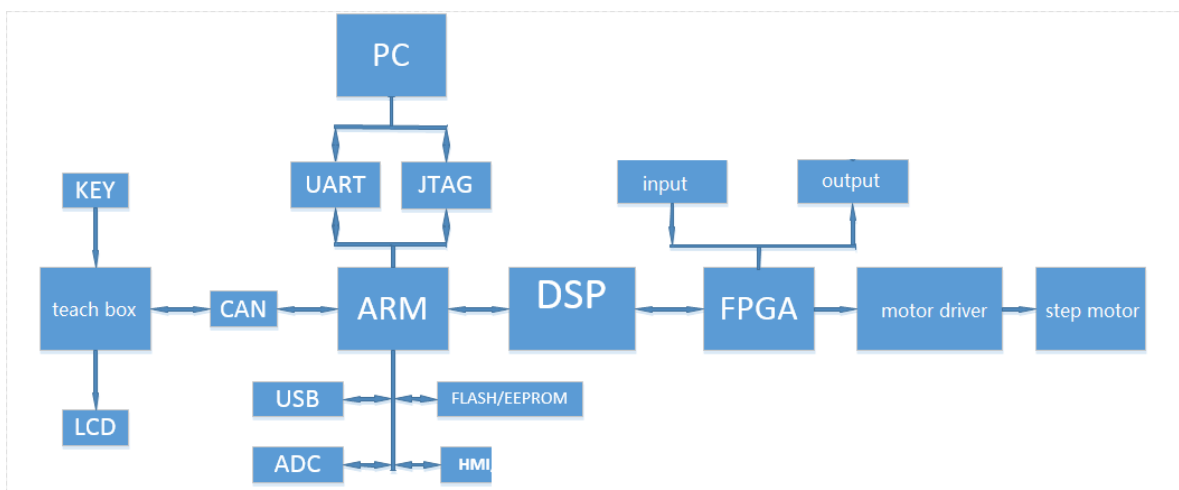 PC
UART
JTAG
KEY
input
output
teach box
CAN
ARM
DSP
FPGA
motor driver
step motor
USB
FLASH/EEPROM
LCD
ADC
HMI